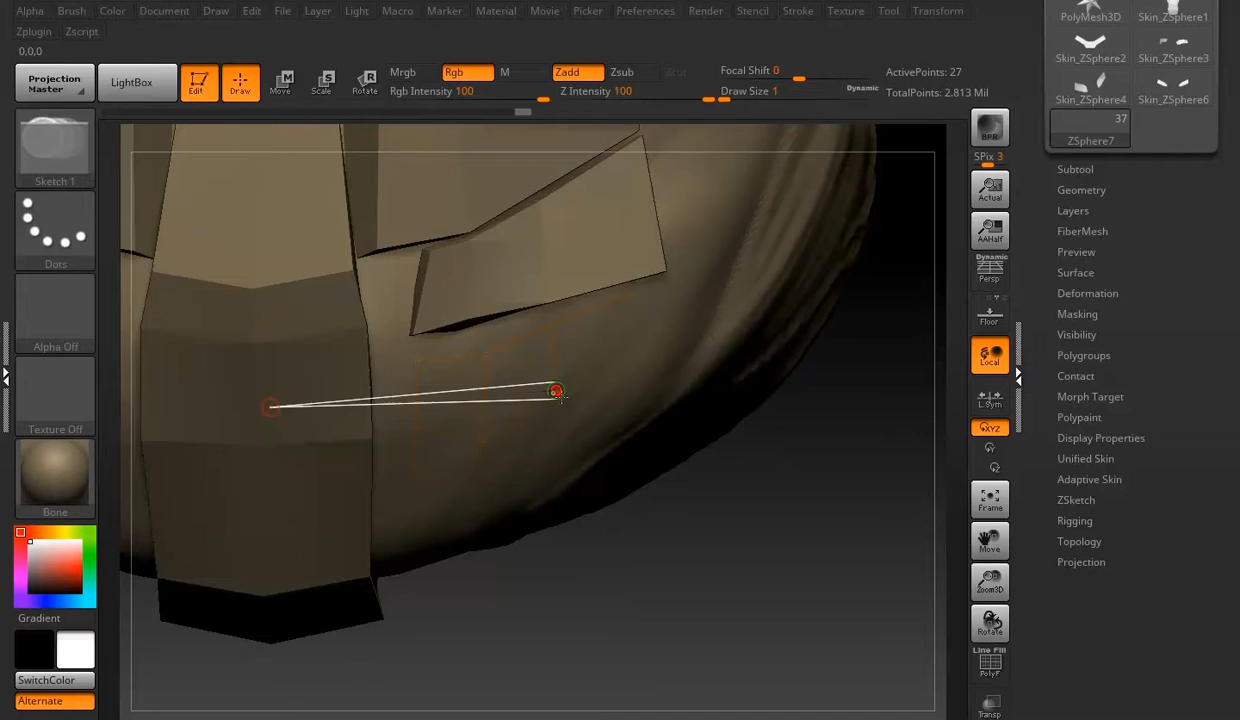 Alpha Brush Color Document Draw Edit File Layer Light Macro Marker Material Movie Picker Preferences Render Stencil Stroke Texture Tool Transform
Zplugin Zscript
0,0,0
Projection Master
LightBox
Edit
Draw
Move
Scale
Rotate
Mrgb Rgb M Zadd Zsub Zcut
Rgb Intensity 100 Z Intensity 100
Focal Shift 0
Draw Size 1
Dynamic
ActivePoints: 27
TotalPoints: 2.813 Mil
Sketch 1
Dots
Alpha Off
Texture Off
Bone
Gradient
SwitchColor
Alternate
BPR
SPix 3
Actual
AAHalf
Dynamic
Persp
Floor
Local
L.Sym
XYZ
Y
Z
Frame
Move
Zoom3D
Rotate
Line Fill
PolyF
Transp
PolyMesh3D Skin_ZSphere1
Skin_ZSphere2 Skin_ZSphere3
Skin_ZSphere4 Skin_ZSphere6
37
ZSphere7
Subtool
Geometry
Layers
FiberMesh
Preview
Surface
Deformation
Masking
Visibility
Polygroups
Contact
Morph Target
Polypaint
Display Properties
Unified Skin
Adaptive Skin
ZSketch
Rigging
Topology
Projection